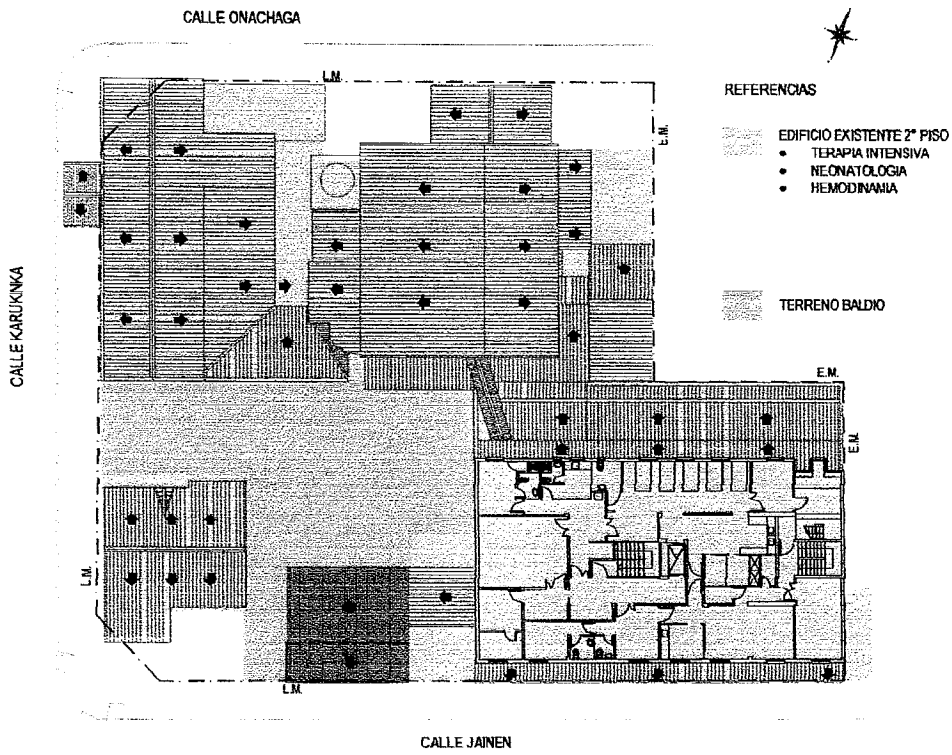 CALLE ONACHAGA
L.M.
E.M.
REFERENCIAS
EDIFICIO EXISTENTE 2° PISO
TERAPIA INTENSIVA
NEONATOLOGIA
HEMODINAMIA
TERRENO BALDIO
CALLE KARUKINKA
E.M.
E.M.
L.M.
L.M.
CALLE JAINEN